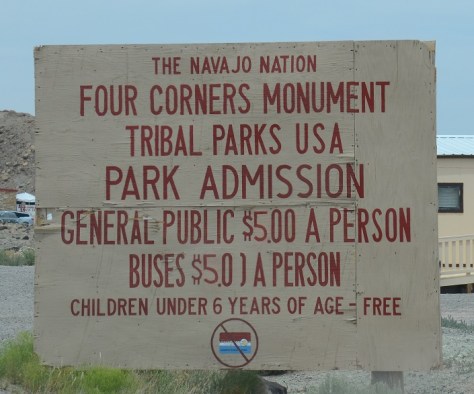 THE NAVAJO NATION
FOUR CORNERS MONUMENT
TRIBAL PARKS USA
PARK ADMISSION
GENERAL PUBLIC $5.00 A PERSON
BUSES $5.0) A PERSON
CHILDREN UNDER 6 YEARS OF AGE - FREE